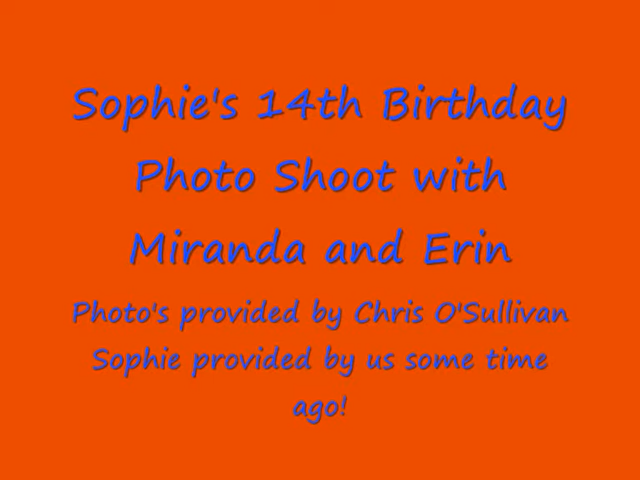 Sophie's 14th Birthday
Photo Shoot with
Miranda and Erin
Photo's provided by Chris O'Sullivan
Sophie provided by us some time
ago!